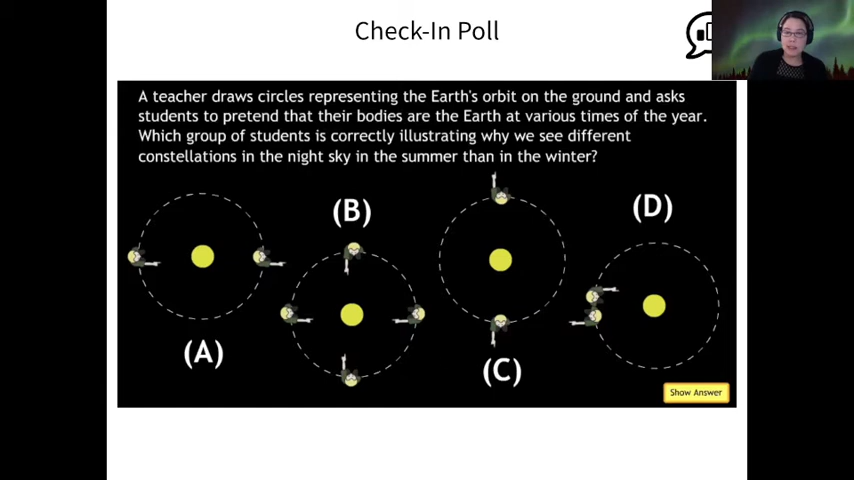 Check-In Poll
A teacher draws circles representing the Earth's orbit on the ground and asks
students to pretend that their bodies are the Earth at various times of the year.
Which group of students is correctly illustrating why we see different
constellations in the night sky in the summer than in the winter?
(A)
(B)
(C)
(D)
Show Answer